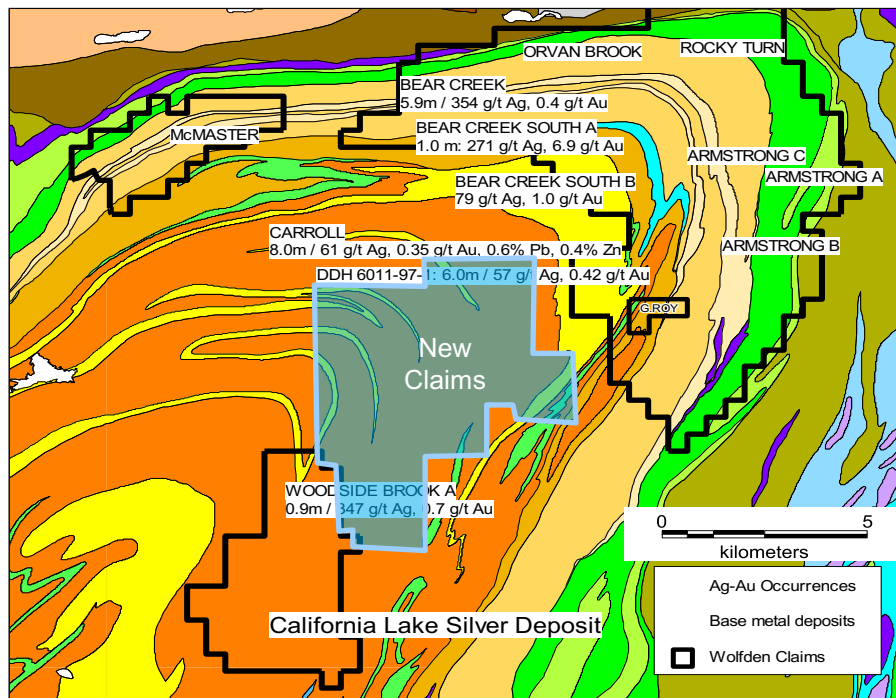 ORVAN BROOK
ROCKY TURN
BEAR CREEK
5.9m / 354 g/t Ag, 0.4 g/t Au
McMASTER
BEAR CREEK SOUTH A
1.0 m: 271 g/t Ag, 6.9 g/t Au
ARMSTRONG C
ARMSTRONG A
BEAR CREEK SOUTH B
79 g/t Ag, 1.0 g/t Au
CARROLL
8.0m / 61 g/t Ag, 0.35 g/t Au, 0.6% Pb, 0.4% Zn
ARMSTRONG B
DDH 6011-97-1: 6.0m / 57 g/t Ag, 0.42 g/t Au
G.ROY
New
Claims
WOODSIDE BROOK A
0.9m / 347 g/t Ag, 0.7 g/t Au
0 5
kilometers
California Lake Silver Deposit
Ag-Au Occurrences
Base metal deposits
Wolfden Claims